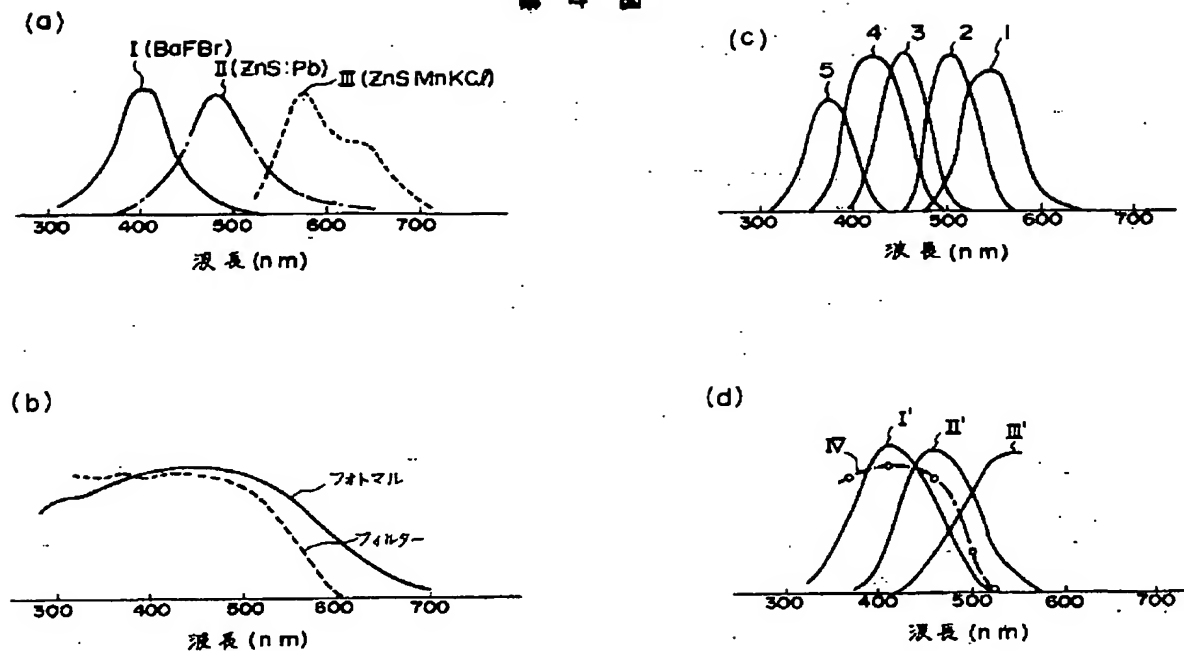 第4図
(a)
I (BaFBr)
II (ZnS:Pb)
III (ZnS MnKCl)
300 400 500 600 700
波長 (nm)
(b)
フォトマル
フィルター
300 400 500 600 700
波長 (nm)
(c)
5 4 3 2 1
300 400 500 600 700
波長 (nm)
(d)
IV I' II' III'
300 400 500 600 700
波長 (nm)